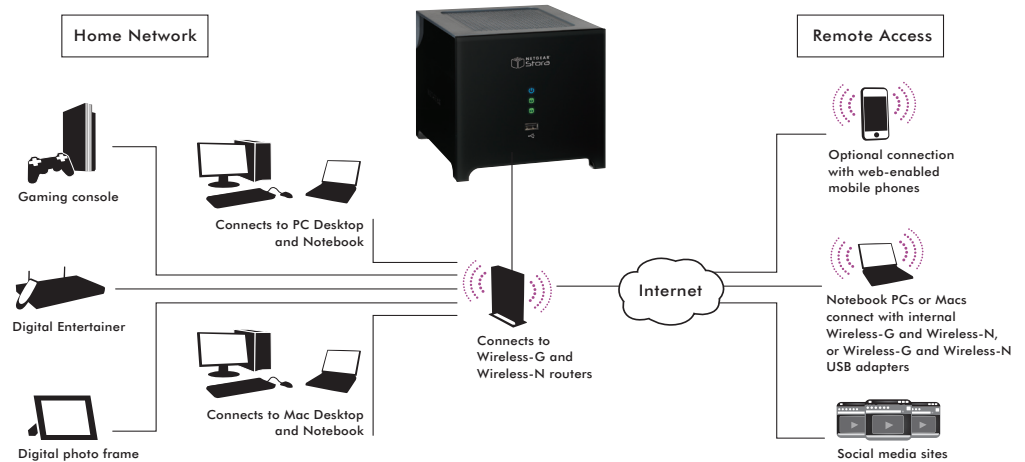 Home Network
NETGEAR
Stora
Remote Access
Gaming console
Connects to PC Desktop
and Notebook
Digital Entertainer
Connects to Mac Desktop
and Notebook
Digital photo frame
Connects to
Wireless-G and
Wireless-N routers
Internet
Optional connection
with web-enabled
mobile phones
Notebook PCs or Macs
connect with internal
Wireless-G and Wireless-N,
or Wireless-G and Wireless-N
USB adapters
Social media sites